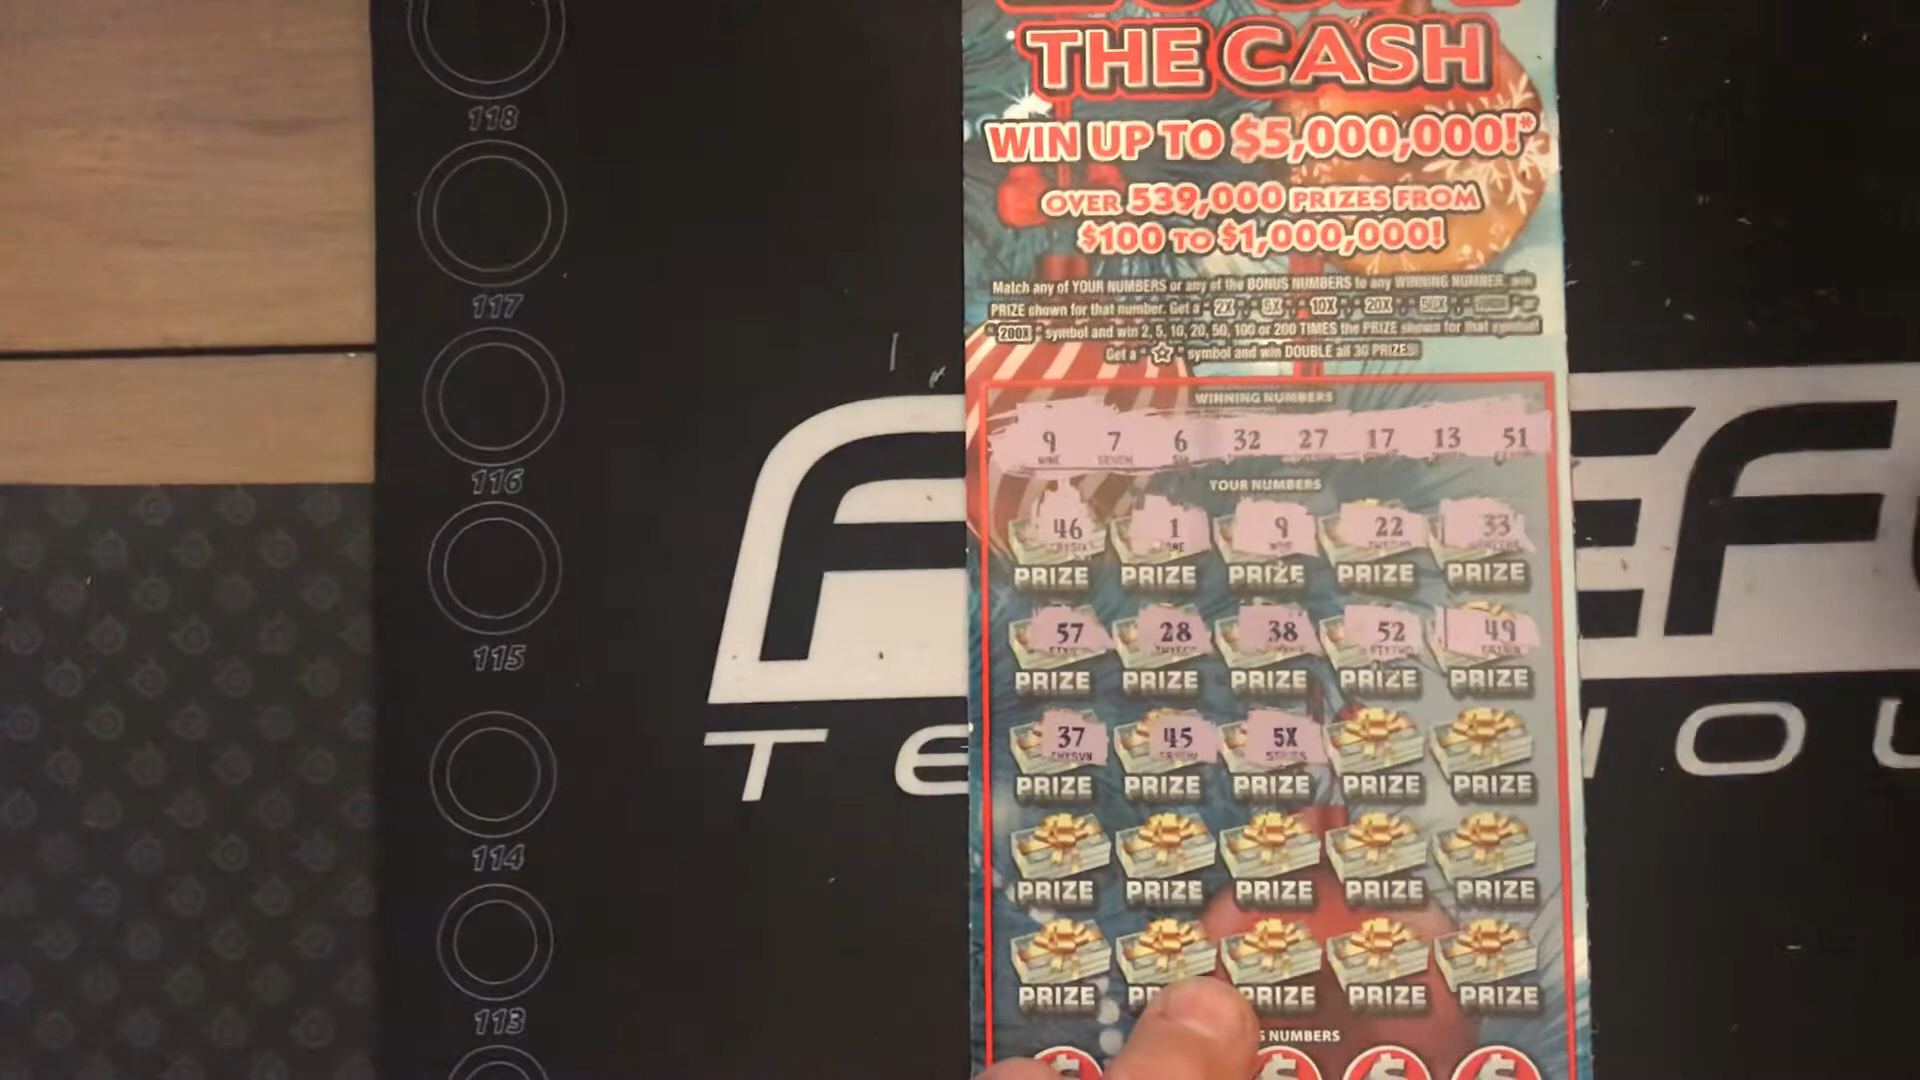 THE CASH
WIN UP TO $5,000,000!*
OVER 539,000 PRIZES FROM
$100 TO $1,000,000!
Match any of YOUR NUMBERS or any of the BONUS NUMBERS to any WINNING NUMBER, win
PRIZE shown for that number. Get a "2X", "5X", "10X", "20X", "50X", " " or
"200X" symbol and win 2, 5, 10, 20, 50, 100 or 200 TIMES the PRIZE shown for that symbol!
Get a " " symbol and win DOUBLE all 30 PRIZES!
WINNING NUMBERS
9 7 6 32 27 17 13 51
NINE SEVEN SIX
YOUR NUMBERS
46 1 9 22 33
ONE
PRIZE PRIZE PRIZE PRIZE PRIZE
57 28 38 52 49
PRIZE PRIZE PRIZE PRIZE PRIZE
37 45 5X
PRIZE PRIZE PRIZE PRIZE PRIZE
PRIZE PRIZE PRIZE PRIZE PRIZE
PRIZE PRIZE PRIZE PRIZE
NUMBERS
118
117
116
115
114
113